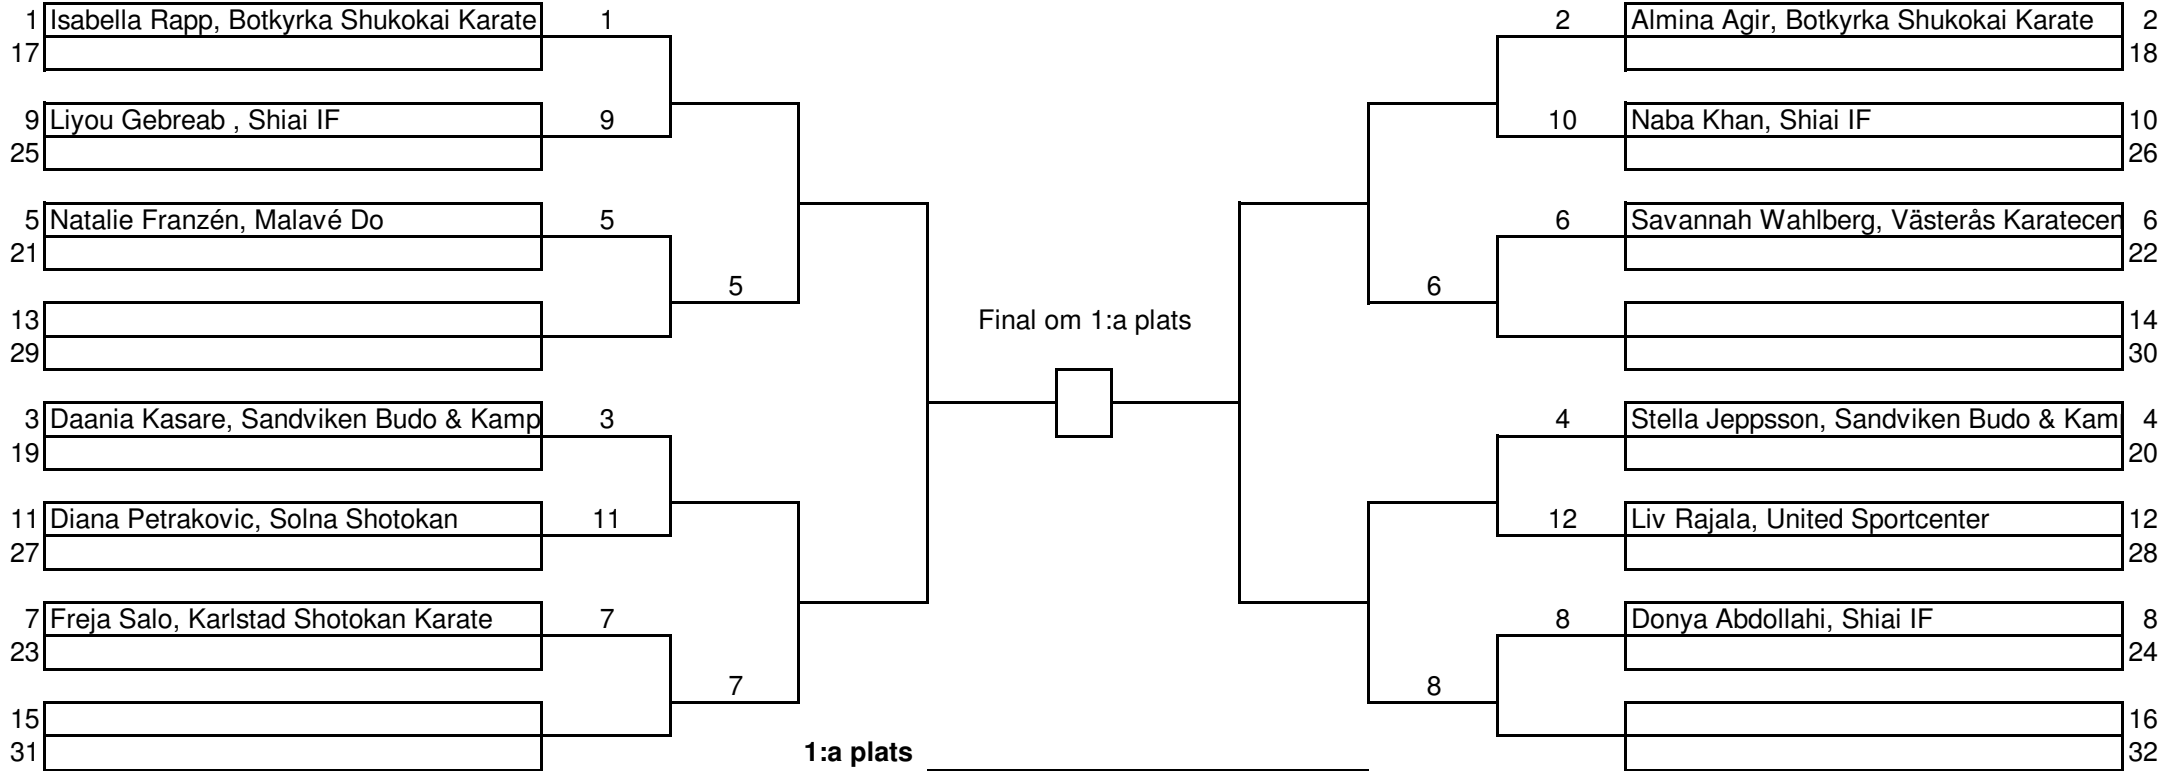 1 Isabella Rapp, Botkyrka Shukokai Karate 1
17
9 Liyou Gebreab , Shiai IF 9
25
5 Natalie Franzén, Malavé Do 5
21
5
13
29
3 Daania Kasare, Sandviken Budo & Kamp 3
19
11 Diana Petrakovic, Solna Shotokan 11
27
7 Freja Salo, Karlstad Shotokan Karate 7
23
7
15
31
Final om 1:a plats
1:a plats
2 Almina Agir, Botkyrka Shukokai Karate 2
18
10 Naba Khan, Shiai IF 10
26
6 Savannah Wahlberg, Västerås Karatecen 6
22
6
14
30
4 Stella Jeppsson, Sandviken Budo & Kam 4
20
12 Liv Rajala, United Sportcenter 12
28
8 Donya Abdollahi, Shiai IF 8
24
8
16
32